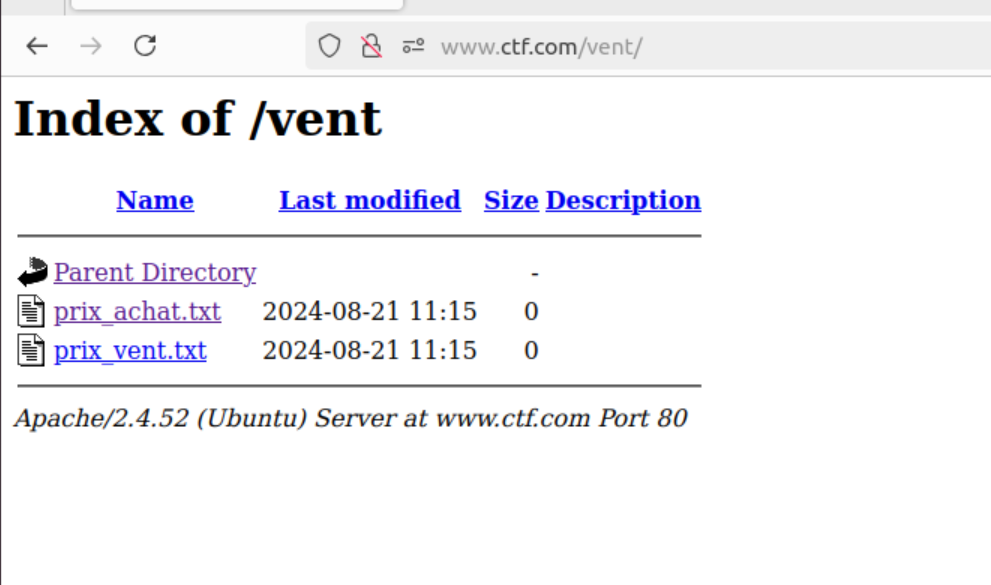 www.ctf.com/vent/
Index of /vent
Name Last modified Size Description
Parent Directory -
prix_achat.txt 2024-08-21 11:15 0
prix_vent.txt 2024-08-21 11:15 0
Apache/2.4.52 (Ubuntu) Server at www.ctf.com Port 80